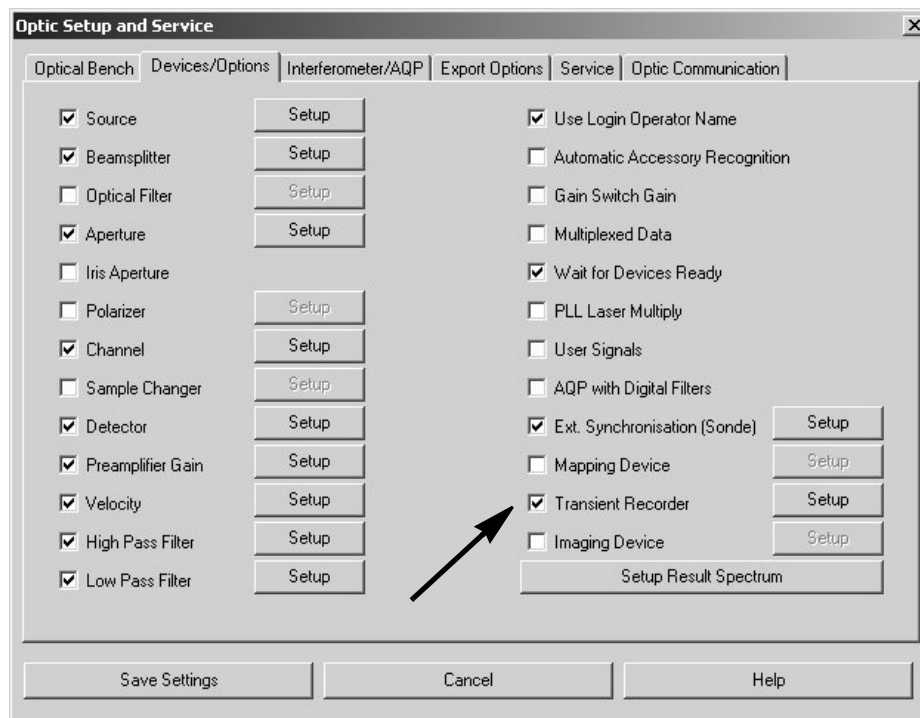 Optic Setup and Service
Optical Bench Devices/Options Interferometer/AQP Export Options Service Optic Communication
Source Setup Use Login Operator Name
Beamsplitter Setup Automatic Accessory Recognition
Optical Filter Setup Gain Switch Gain
Aperture Setup Multiplexed Data
Iris Aperture Wait for Devices Ready
Polarizer Setup PLL Laser Multiply
Channel Setup User Signals
Sample Changer Setup AQP with Digital Filters
Detector Setup Ext. Synchronisation (Sonde) Setup
Preamplifier Gain Setup Mapping Device Setup
Velocity Setup Transient Recorder Setup
High Pass Filter Setup Imaging Device Setup
Low Pass Filter Setup Setup Result Spectrum
Save Settings Cancel Help